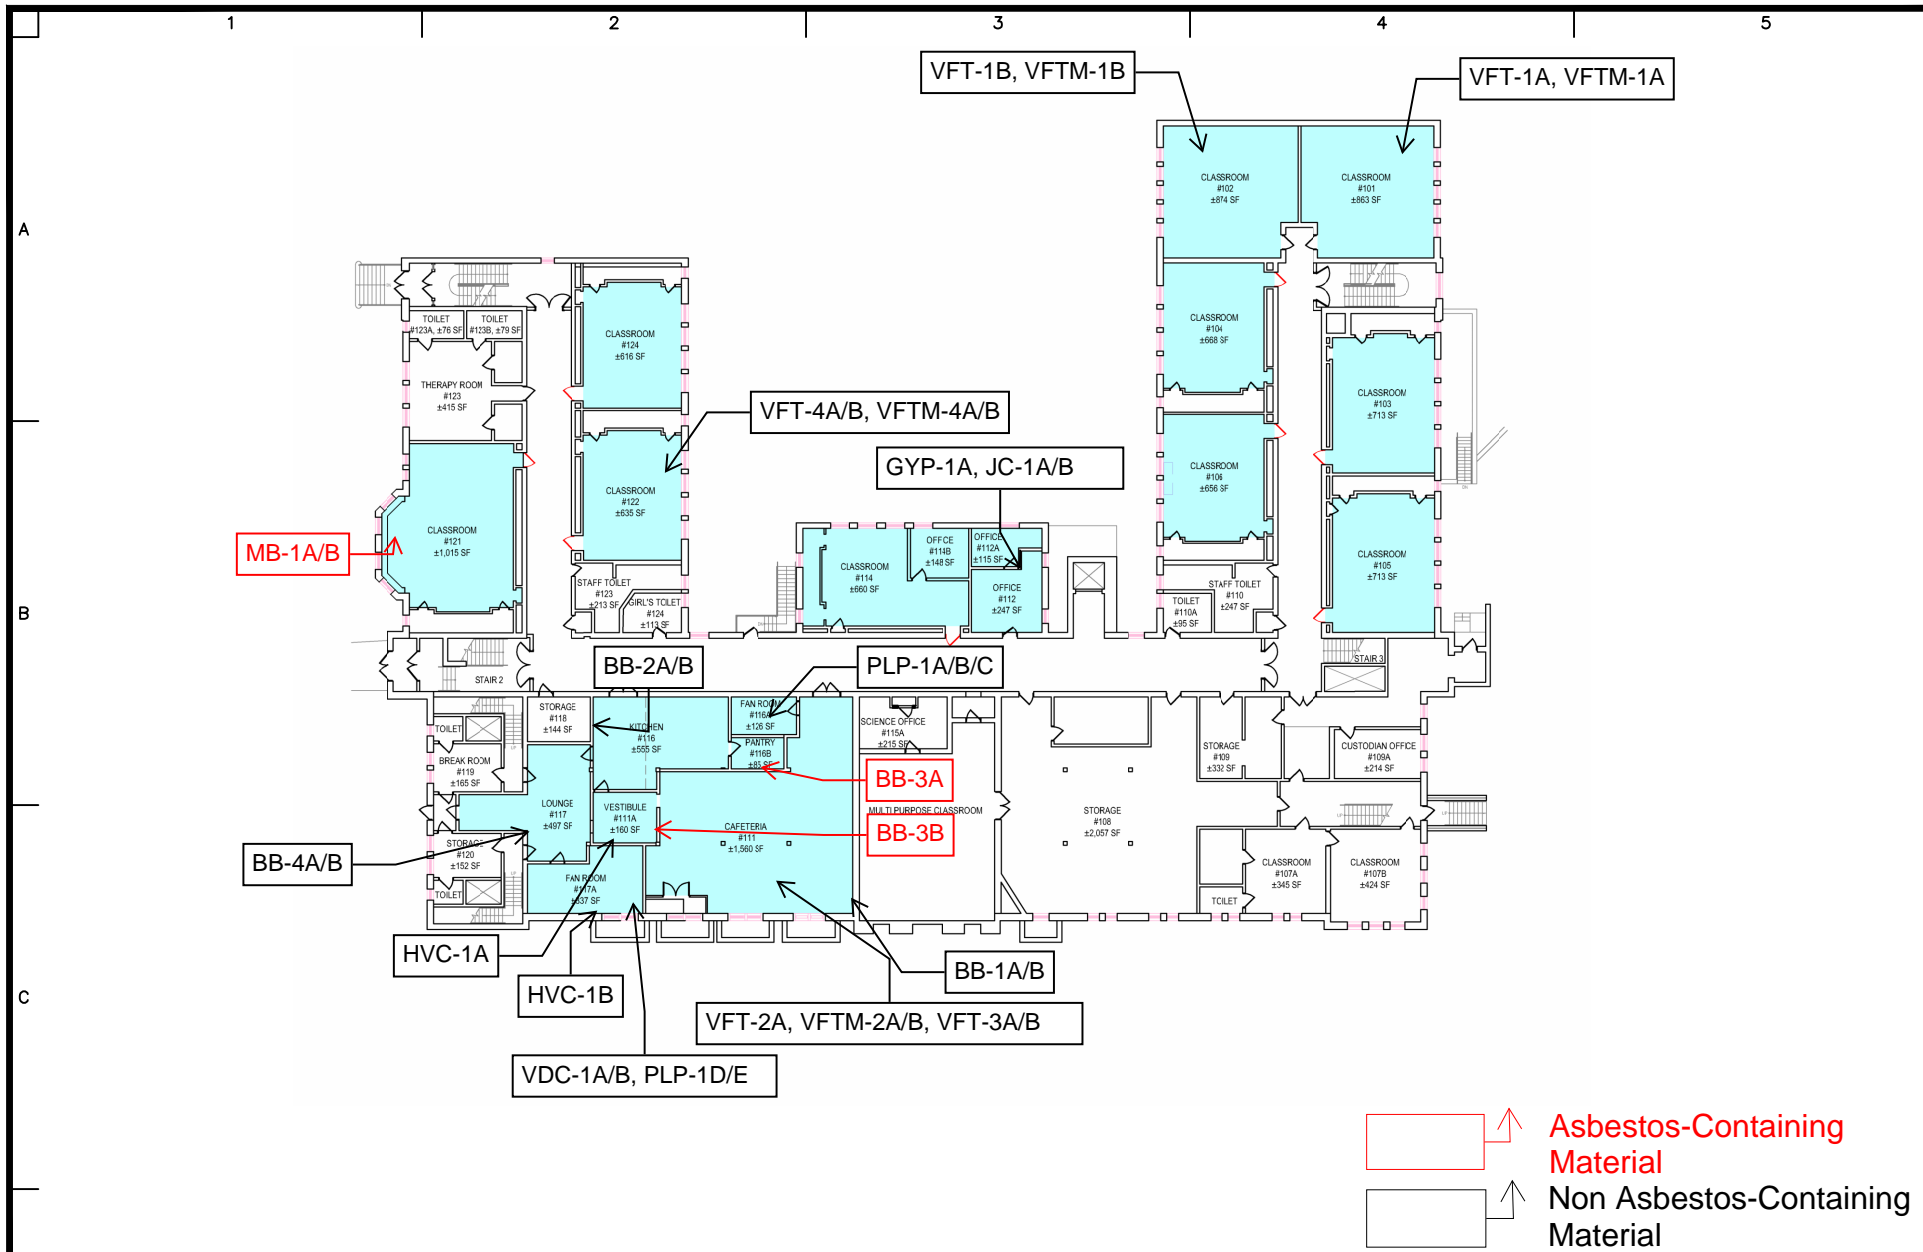 1 2 3 4 5
A
B
C
VFT-1B, VFTM-1B
VFT-1A, VFTM-1A
CLASSROOM
#102
±874 SF
CLASSROOM
#101
±863 SF
TOILET
#123A, ±76 SF
TOILET
#123B, ±79 SF
CLASSROOM
#124
±616 SF
CLASSROOM
#104
±668 SF
THERAPY ROOM
#123
±415 SF
CLASSROOM
#103
±713 SF
VFT-4A/B, VFTM-4A/B
GYP-1A, JC-1A/B
CLASSROOM
#106
±656 SF
CLASSROOM
#122
±635 SF
CLASSROOM
#121
±1,015 SF
MB-1A/B
CLASSROOM
#114
±660 SF
OFFICE
#114B
±148 SF
OFFICE
#112A
±115 SF
OFFICE
#112
±247 SF
CLASSROOM
#105
±713 SF
STAFF TOILET
#123
±213 SF
GIRL'S TOILET
#124
±113 SF
TOILET
#110A
±95 SF
STAFF TOILET
#110
±247 SF
STAIR 2
STAIR 3
BB-2A/B
PLP-1A/B/C
STORAGE
#118
±144 SF
KITCHEN
#116
±555 SF
FAN ROOM
#116A
±126 SF
SCIENCE OFFICE
#115A
±215 SF
TOILET
BREAK ROOM
#119
±165 SF
PANTRY
#116B
±85 SF
STORAGE
#109
±332 SF
CUSTODIAN OFFICE
#109A
±214 SF
BB-3A
LOUNGE
#117
±497 SF
VESTIBULE
#111A
±160 SF
CAFETERIA
#111
±1,560 SF
MULTIPURPOSE CLASSROOM
BB-3B
STORAGE
#108
±2,057 SF
BB-4A/B
STORAGE
#120
±152 SF
TOILET
FAN ROOM
#117A
±337 SF
CLASSROOM
#107A
±345 SF
CLASSROOM
#107B
±424 SF
TOILET
HVC-1A
HVC-1B
BB-1A/B
VFT-2A, VFTM-2A/B, VFT-3A/B
VDC-1A/B, PLP-1D/E
Asbestos-Containing
Material
Non Asbestos-Containing
Material